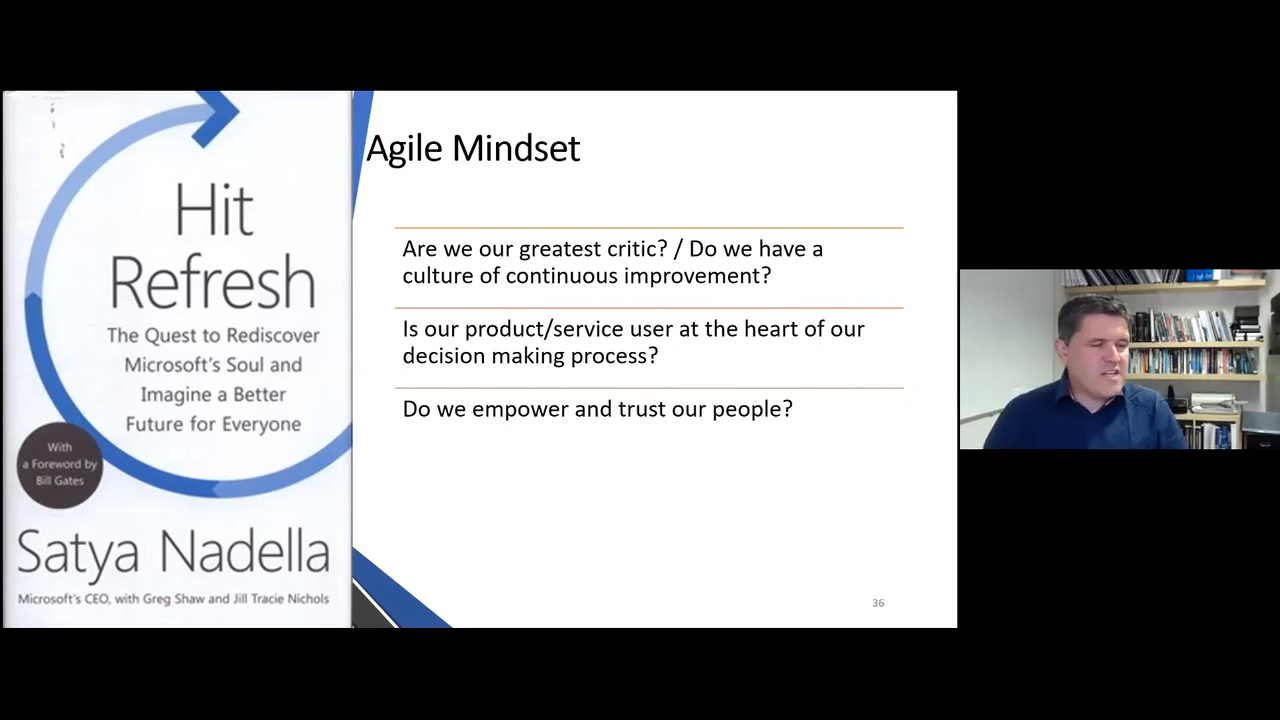 Hit
Refresh
The Quest to Rediscover
Microsoft's Soul and
Imagine a Better
Future for Everyone
With
a Foreword by
Bill Gates
Satya Nadella
Microsoft's CEO, with Greg Shaw and Jill Tracie Nichols
Agile Mindset
Are we our greatest critic? / Do we have a
culture of continuous improvement?
Is our product/service user at the heart of our
decision making process?
Do we empower and trust our people?
36